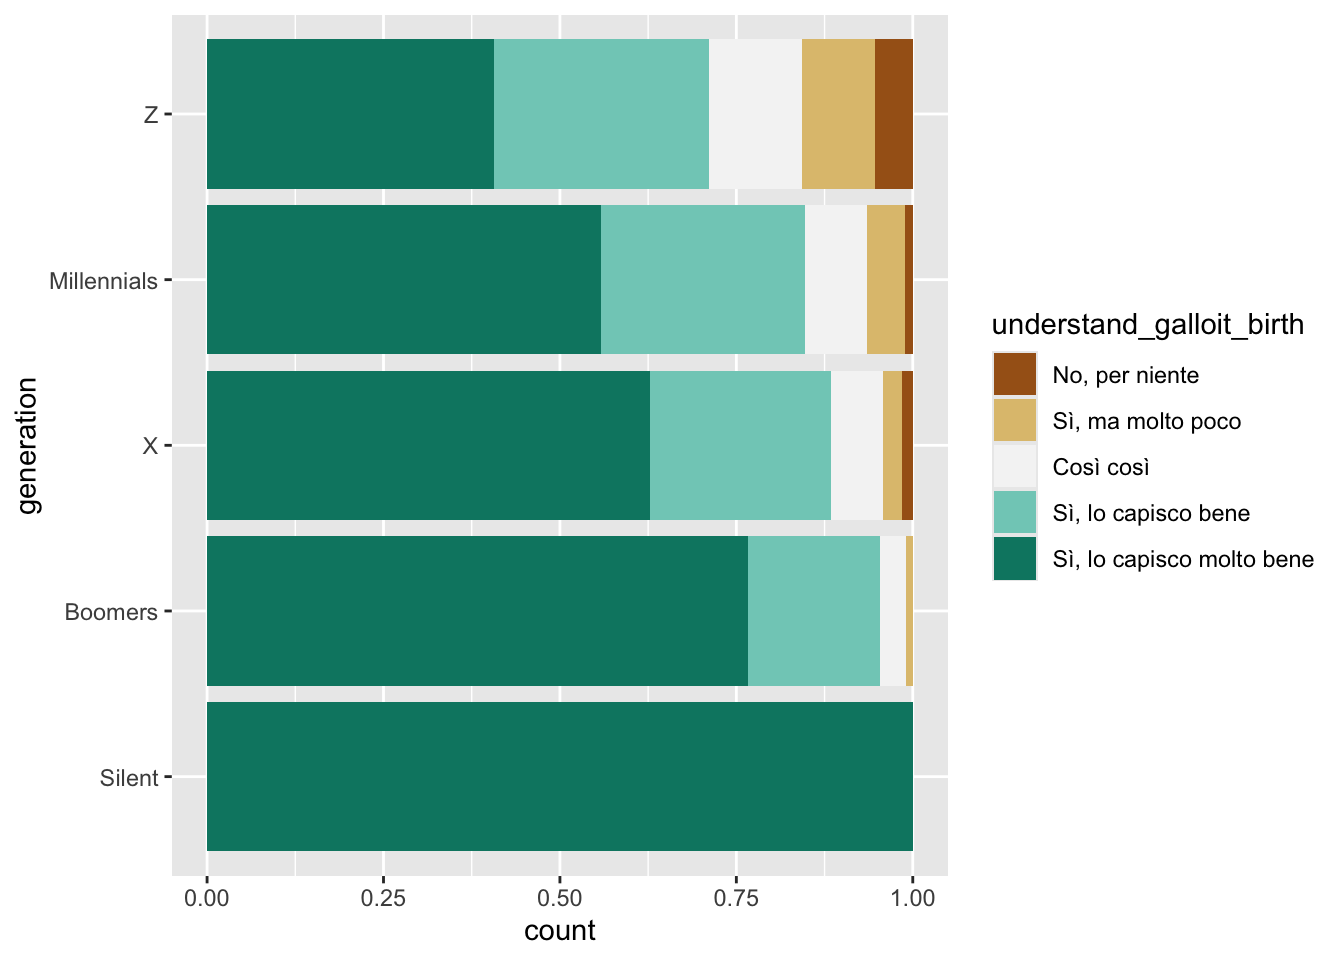 Z
Millennials
X
Boomers
Silent
generation
0.00 0.25 0.50 0.75 1.00
count
understand_galloit_birth
No, per niente
Sì, ma molto poco
Così così
Sì, lo capisco bene
Sì, lo capisco molto bene